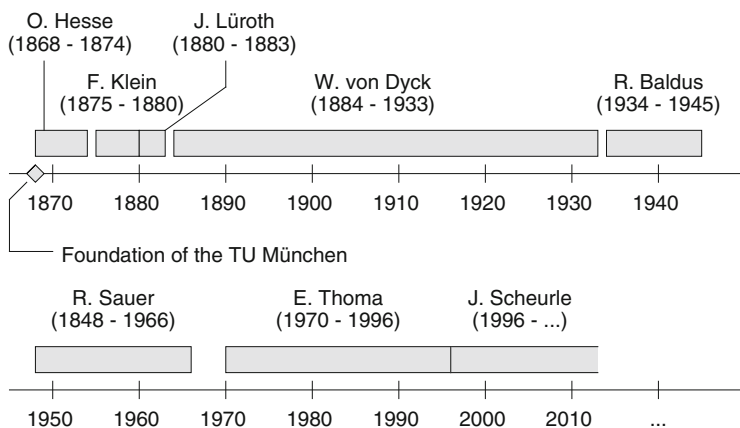 O. Hesse
(1868 - 1874)
J. Lüroth
(1880 - 1883)
F. Klein
(1875 - 1880)
W. von Dyck
(1884 - 1933)
R. Baldus
(1934 - 1945)
1870 1880 1890 1900 1910 1920 1930 1940
Foundation of the TU München
R. Sauer
(1848 - 1966)
E. Thoma
(1970 - 1996)
J. Scheurle
(1996 - ...)
1950 1960 1970 1980 1990 2000 2010 ...